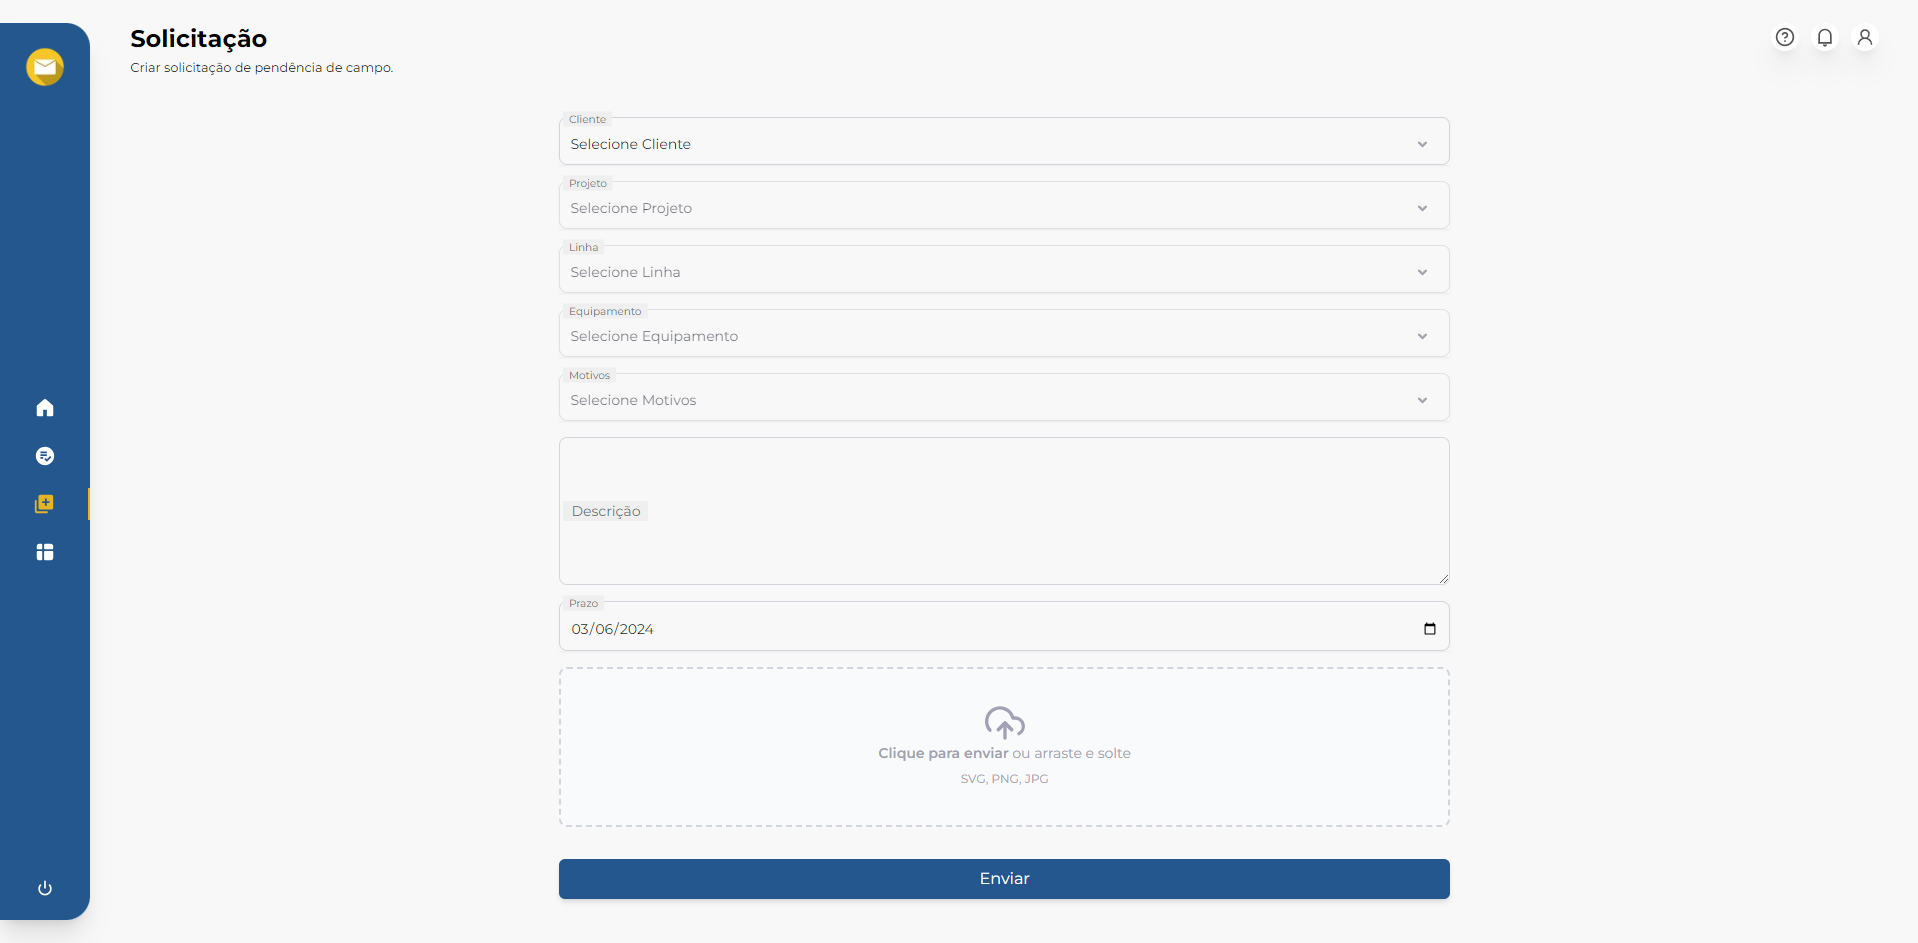 Solicitação
Criar solicitação de pendência de campo.
Cliente
Selecione Cliente
Projeto
Selecione Projeto
Linha
Selecione Linha
Equipamento
Selecione Equipamento
Motivos
Selecione Motivos
Descrição
Prazo
03/06/2024
Clique para enviar ou arraste e solte
SVG, PNG, JPG
Enviar